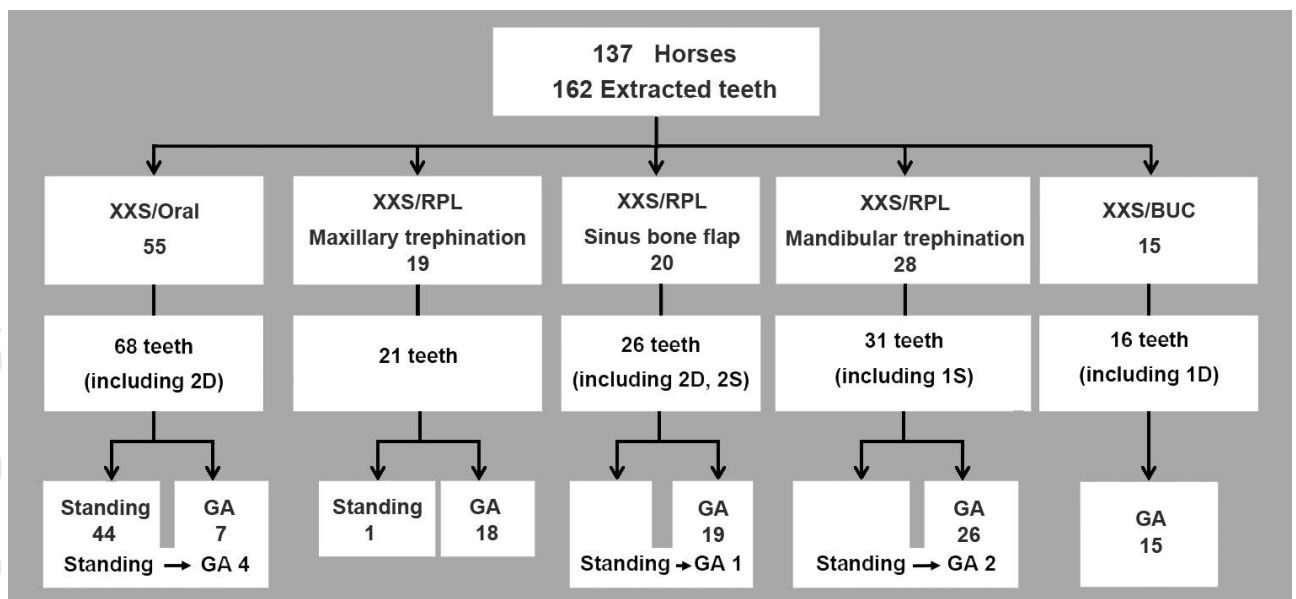 137 Horses
162 Extracted teeth
XXS/Oral
55
XXS/RPL
Maxillary trephination
19
XXS/RPL
Sinus bone flap
20
XXS/RPL
Mandibular trephination
28
XXS/BUC
15
68 teeth
(including 2D)
21 teeth
26 teeth
(including 2D, 2S)
31 teeth
(including 1S)
16 teeth
(including 1D)
Standing
44
GA
7
Standing → GA 4
Standing
1
GA
18
GA
19
Standing → GA 1
GA
26
Standing → GA 2
GA
15